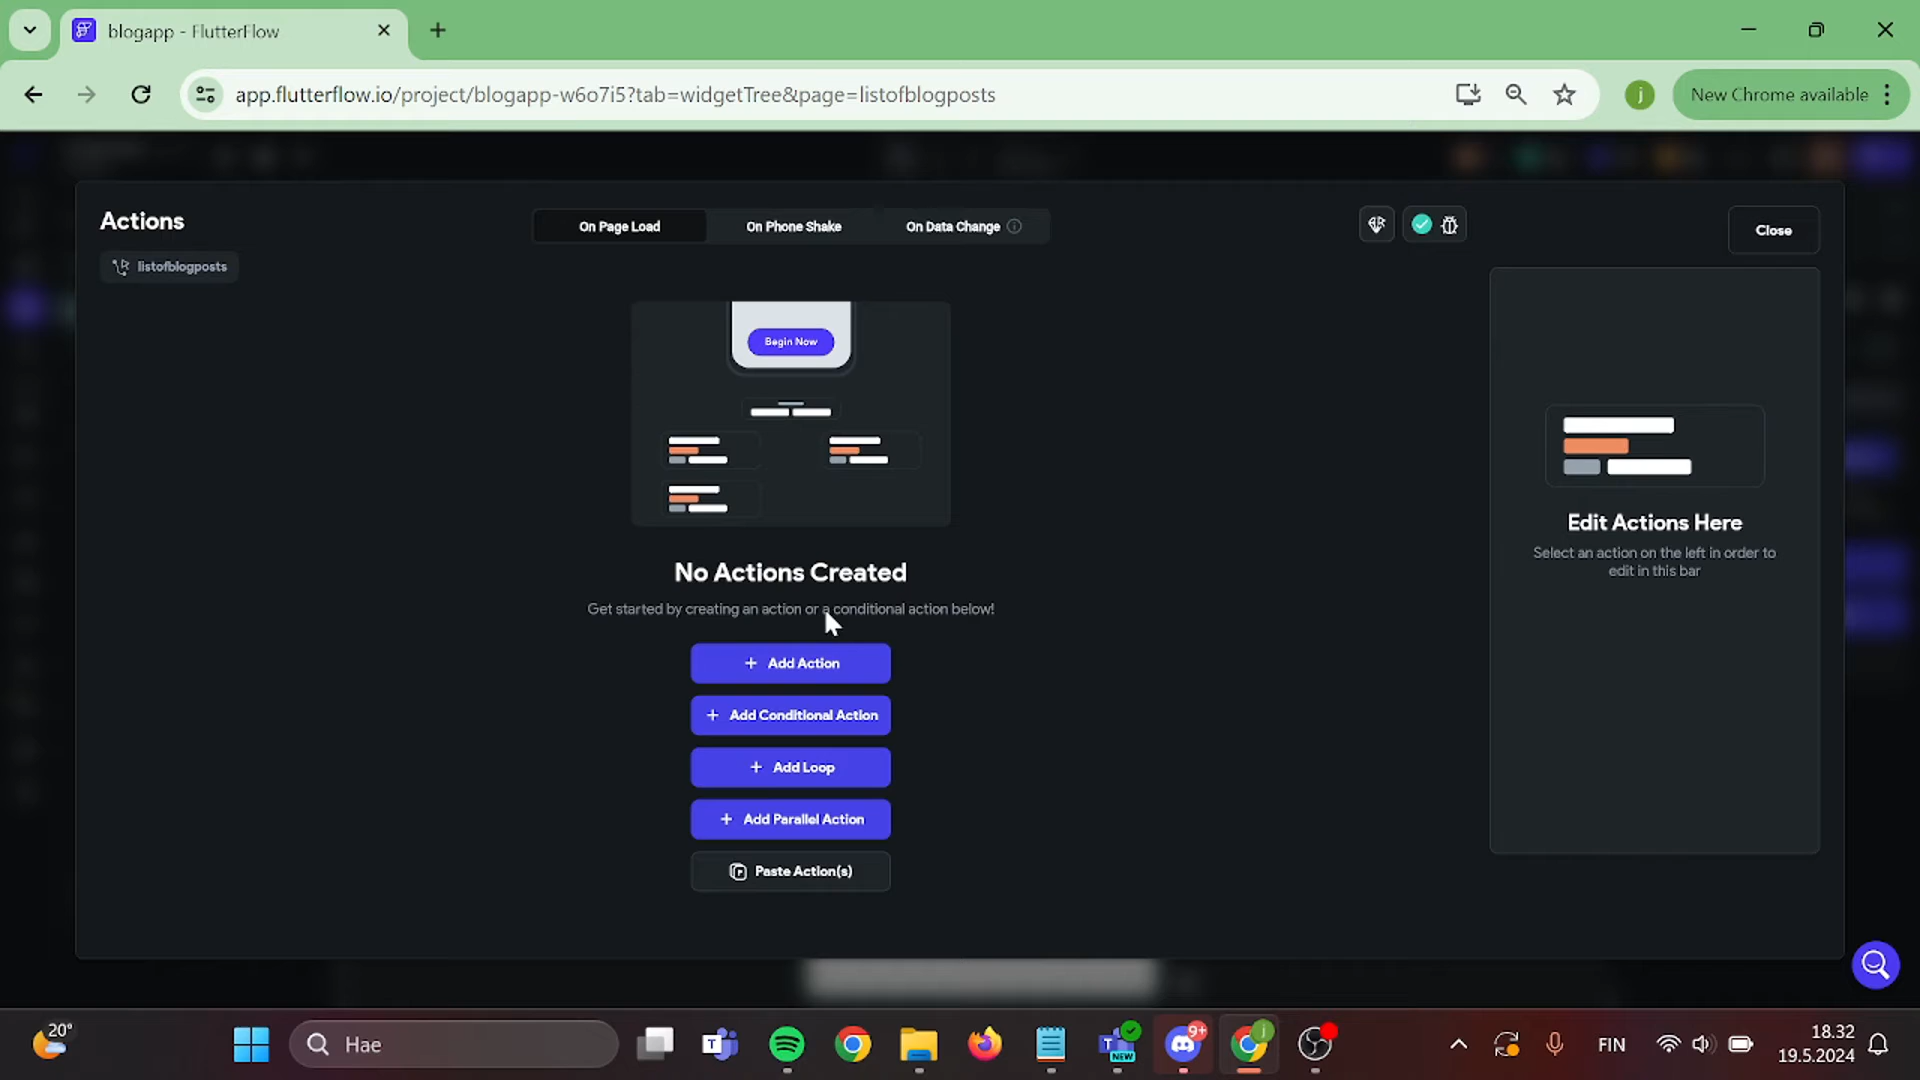 blogapp - FlutterFlow
app.flutterflow.io/project/blogapp-w6o7i5?tab=widgetTree&page=listofblogposts
j
New Chrome available
Actions
On Page Load
On Phone Shake
On Data Change
Close
listofblogposts
Begin Now
No Actions Created
Get started by creating an action or a conditional action below!
+ Add Action
+ Add Conditional Action
+ Add Loop
+ Add Parallel Action
Paste Action(s)
Edit Actions Here
Select an action on the left in order to
edit in this bar
20°
Hae
T
T
NEW
9+
j
FIN
18.32
19.5.2024